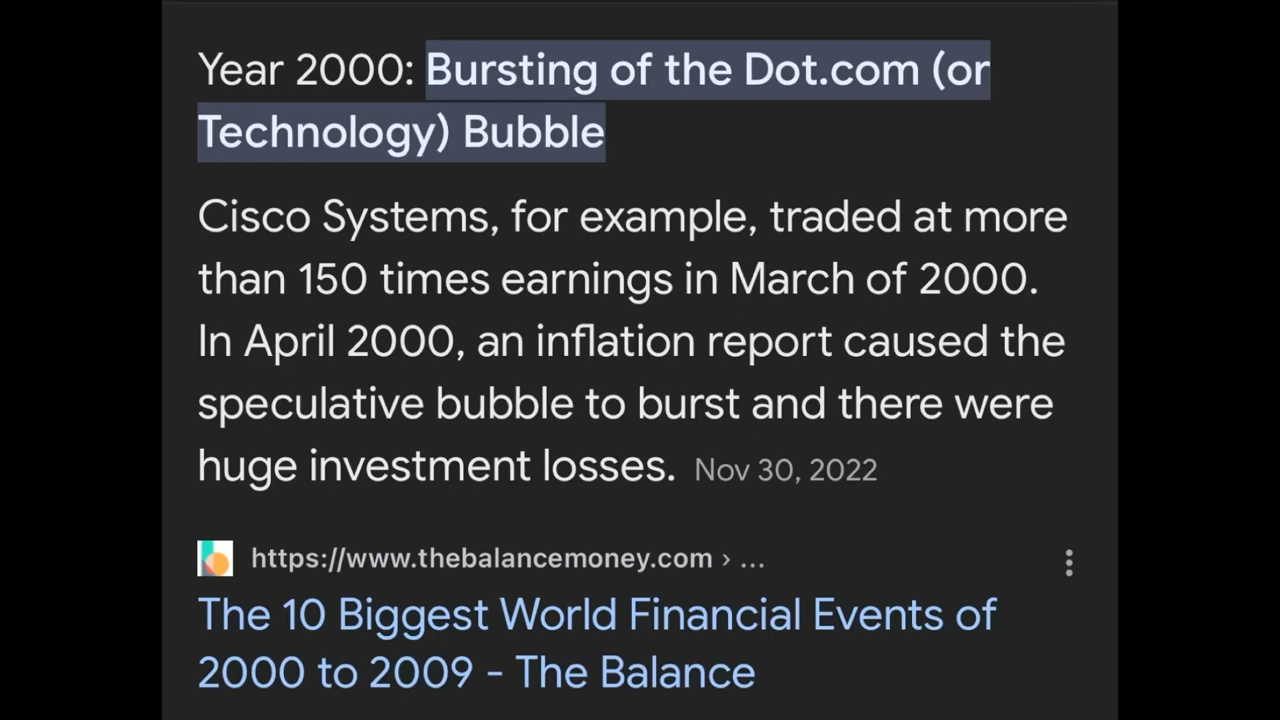 Year 2000: Bursting of the Dot.com (or
Technology) Bubble
Cisco Systems, for example, traded at more
than 150 times earnings in March of 2000.
In April 2000, an inflation report caused the
speculative bubble to burst and there were
huge investment losses. Nov 30, 2022
https://www.thebalancemoney.com › ...
The 10 Biggest World Financial Events of
2000 to 2009 - The Balance